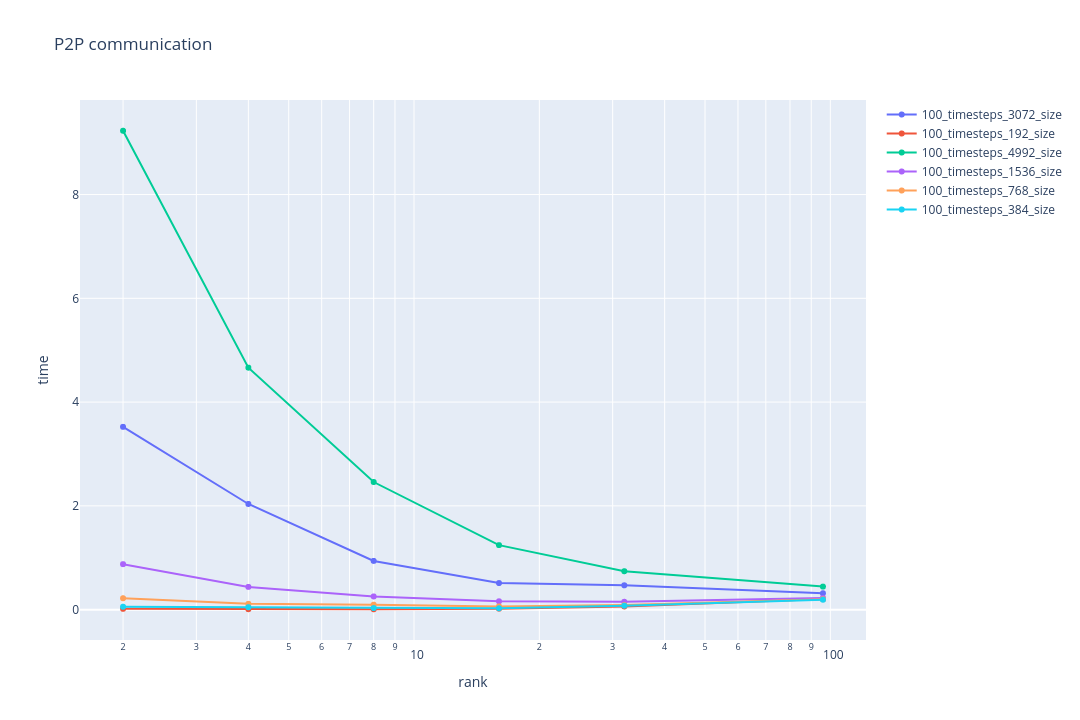 P2P communication
100_timesteps_3072_size
100_timesteps_192_size
100_timesteps_4992_size
100_timesteps_1536_size
100_timesteps_768_size
100_timesteps_384_size
time
8
6
4
2
0
2 3 4 5 6 7 8 9 10 2 3 4 5 6 7 8 9 100
rank